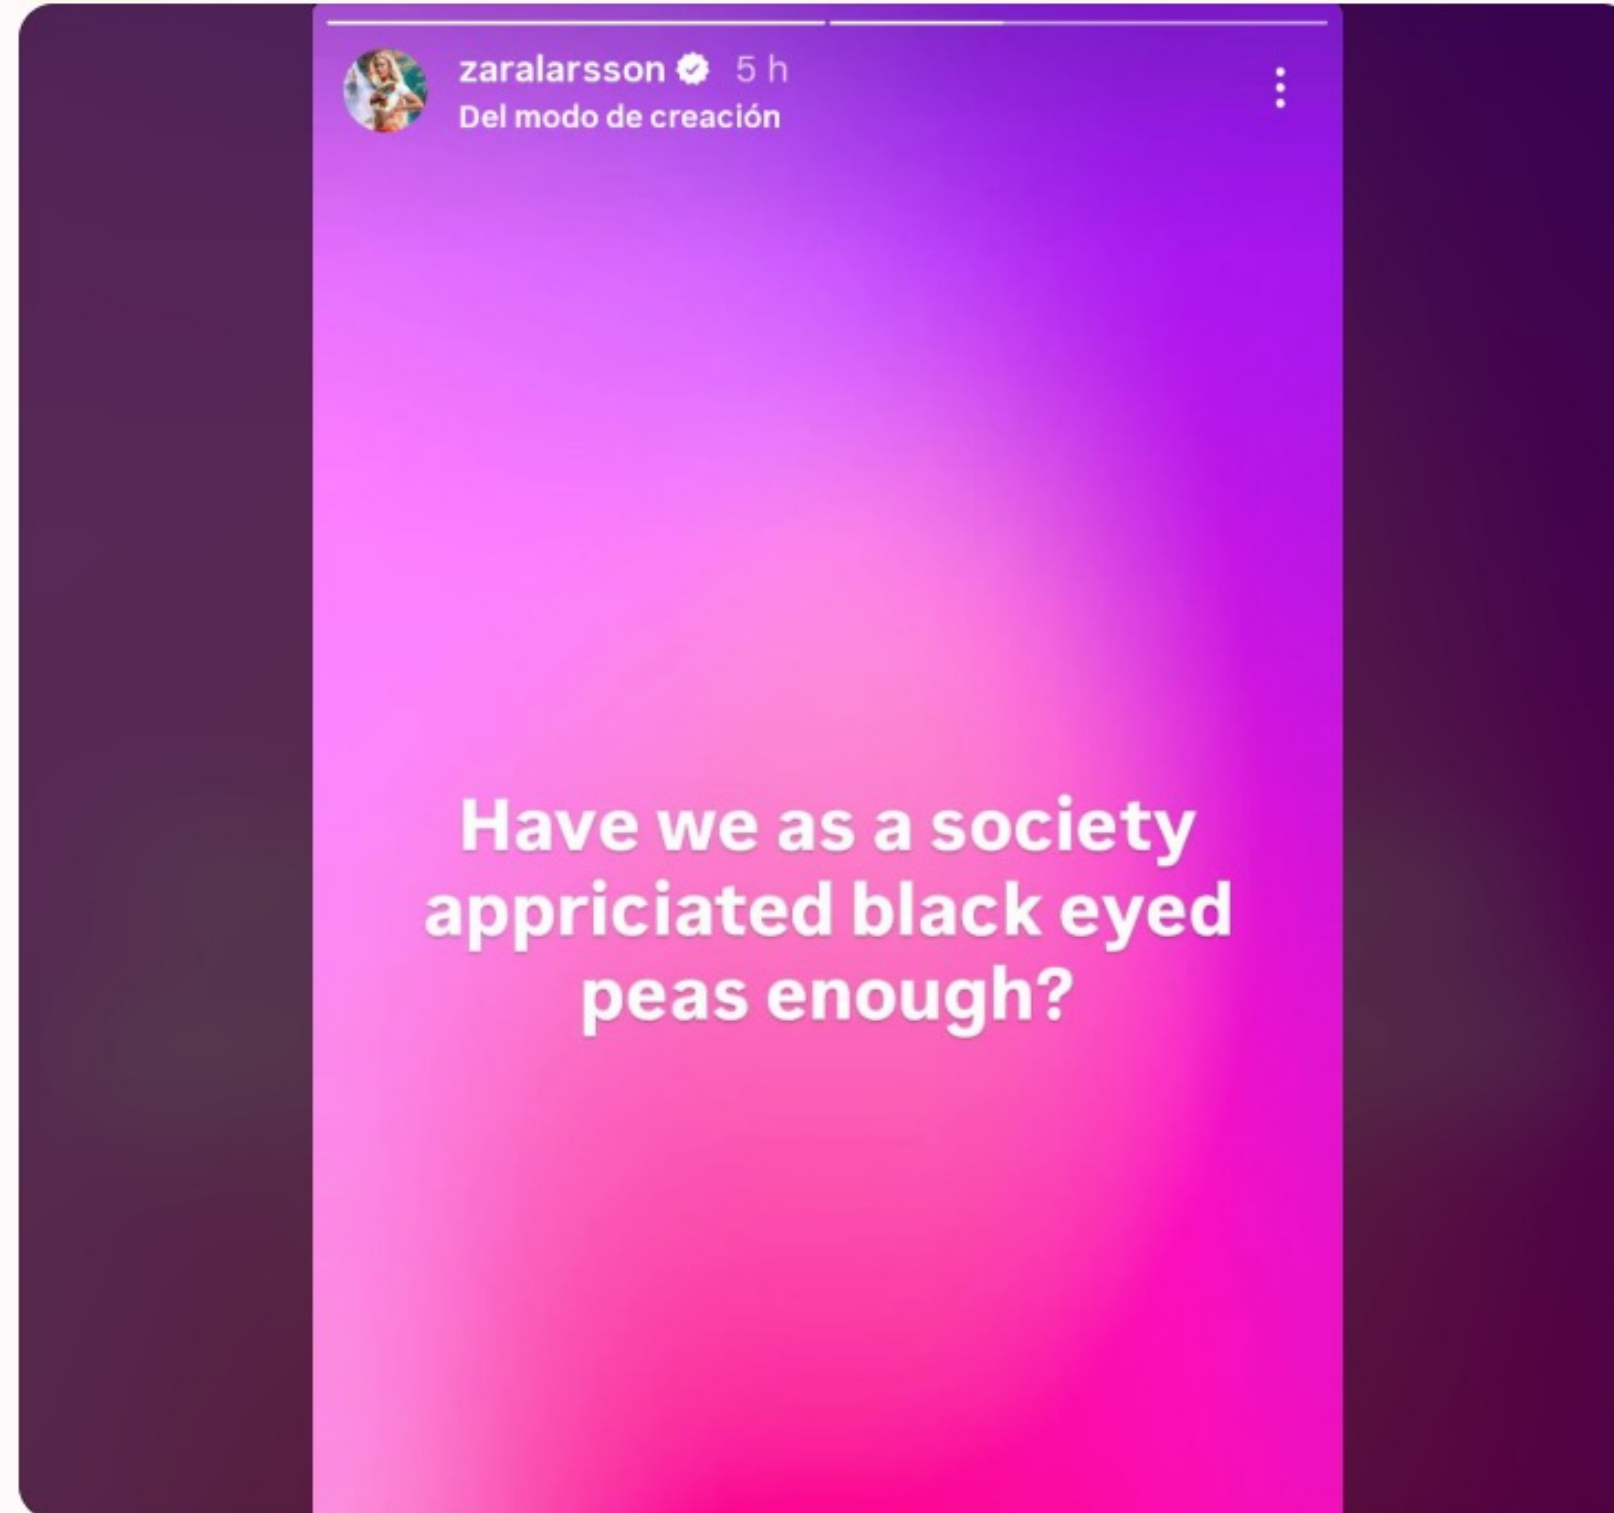 zaralarsson 5 h
Del modo de creación
Have we as a society
appriciated black eyed
peas enough?